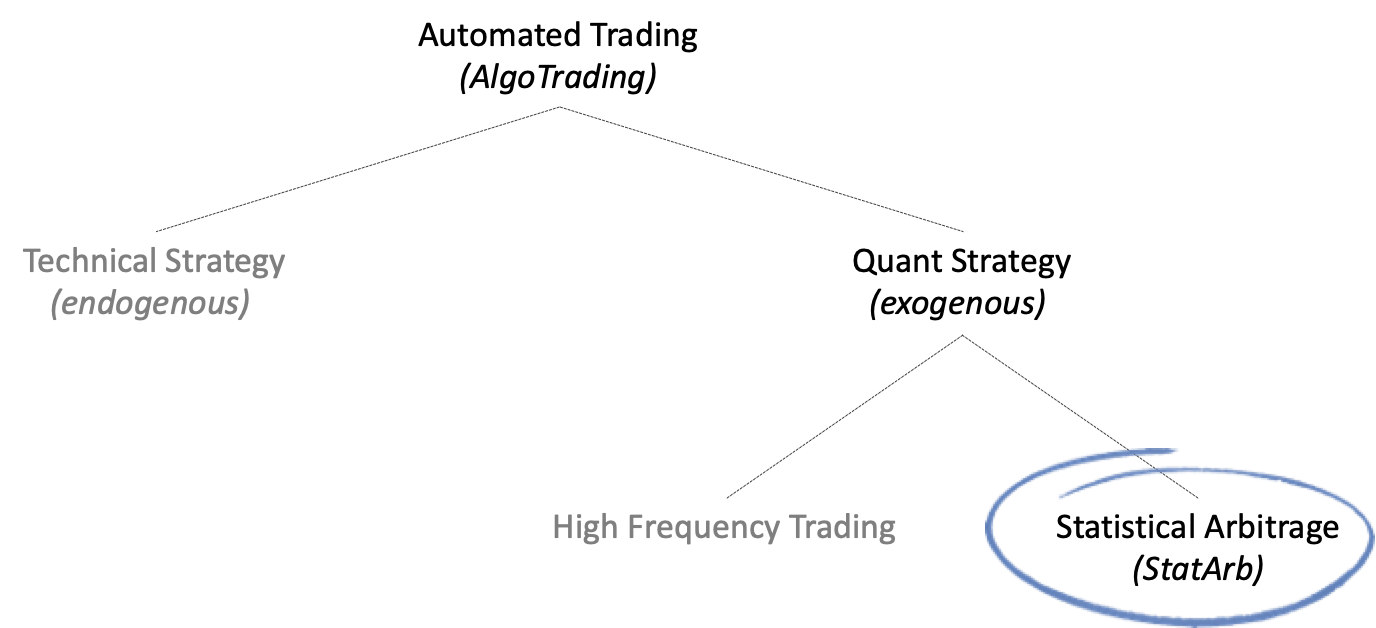 Automated Trading
(AlgoTrading)
Technical Strategy
(endogenous)
Quant Strategy
(exogenous)
High Frequency Trading
Statistical Arbitrage
(StatArb)